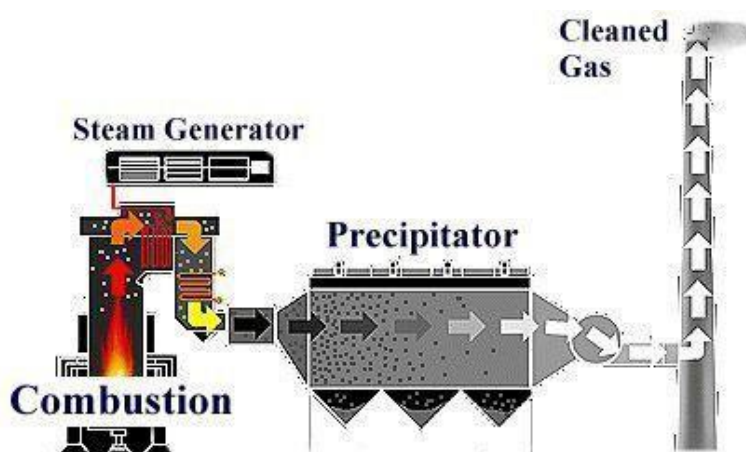 Cleaned
Gas
Steam Generator
Precipitator
Combustion